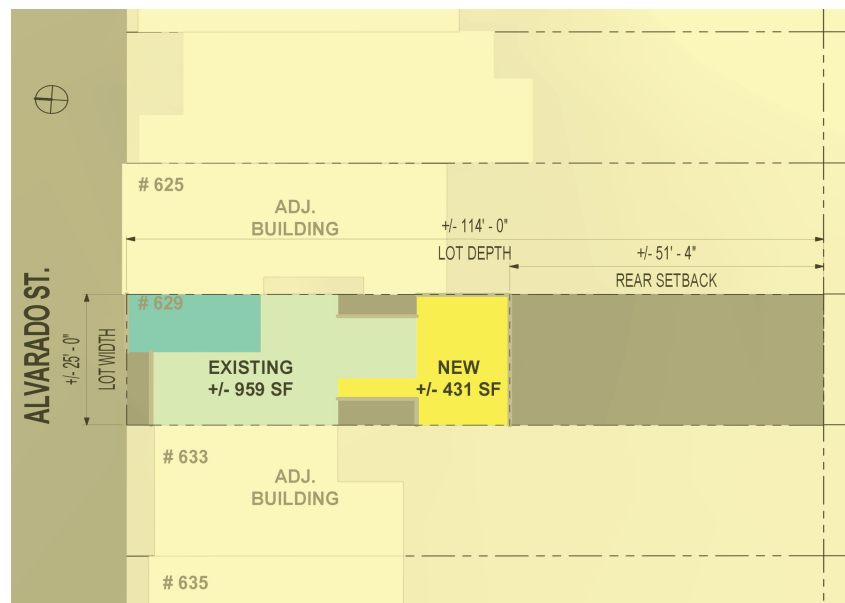 # 625
ADJ.
BUILDING
+/- 114' - 0"
LOT DEPTH
+/- 51' - 4"
REAR SETBACK
ALVARADO ST.
+/- 25' - 0"
LOT WIDTH
# 629
EXISTING
+/- 959 SF
NEW
+/- 431 SF
# 633
ADJ.
BUILDING
# 635